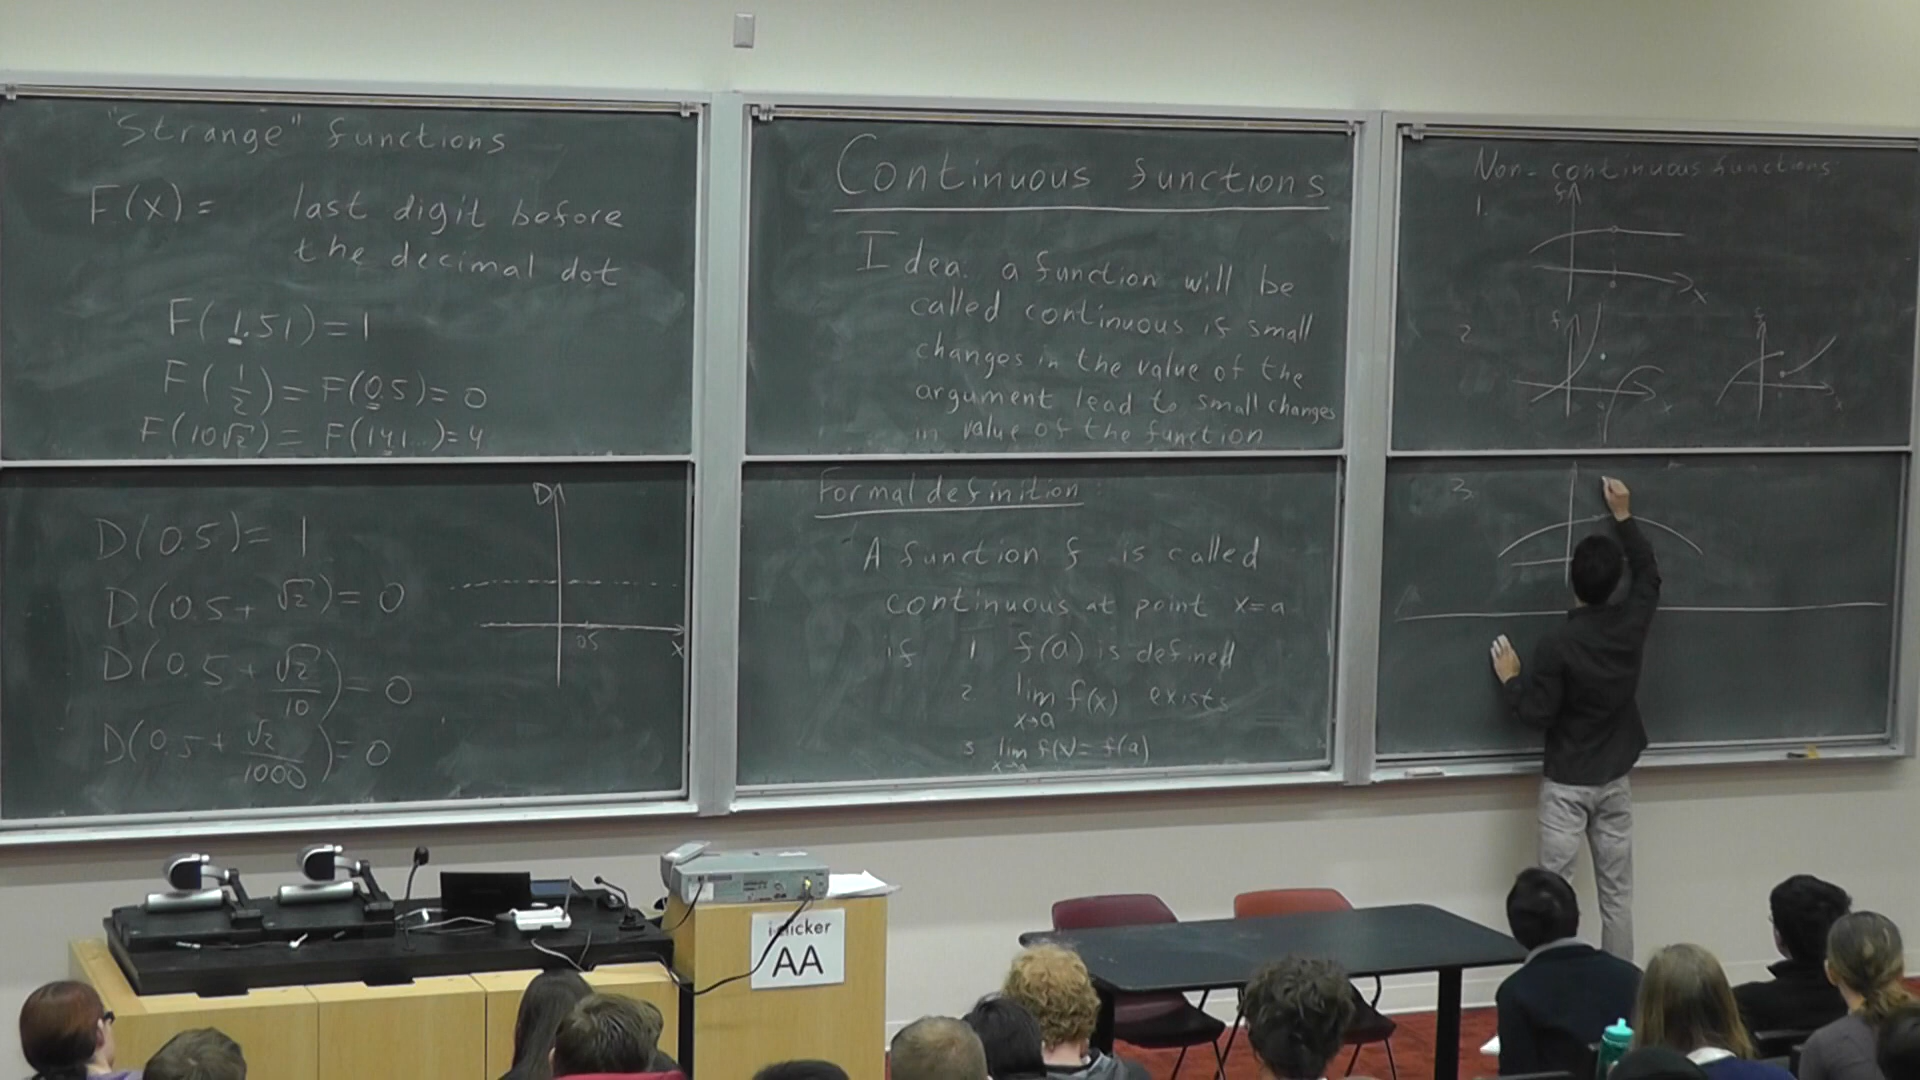 "Strange" functions
F(x) = last digit before
the decimal dot
F(1.51) = 1
F(1/2) = F(0.5) = 0
F(10√2) = F(14.1...) = 4
D(0.5) = 1
D(0.5 + √2) = 0
D(0.5 + √2/10) = 0
D(0.5 + √2/1000) = 0
D
0.5
x
Continuous functions
Idea: a function will be
called continuous if small
changes in the value of the
argument lead to small changes
in value of the function
Formal definition:
A function f is called
continuous at point x=a
if 1 f(a) is defined
2 lim f(x) exists
x→a
3 lim f(x) = f(a)
x→a
Non-continuous functions:
1.
f
x
2
f
x
f
x
3.
i-clicker
AA